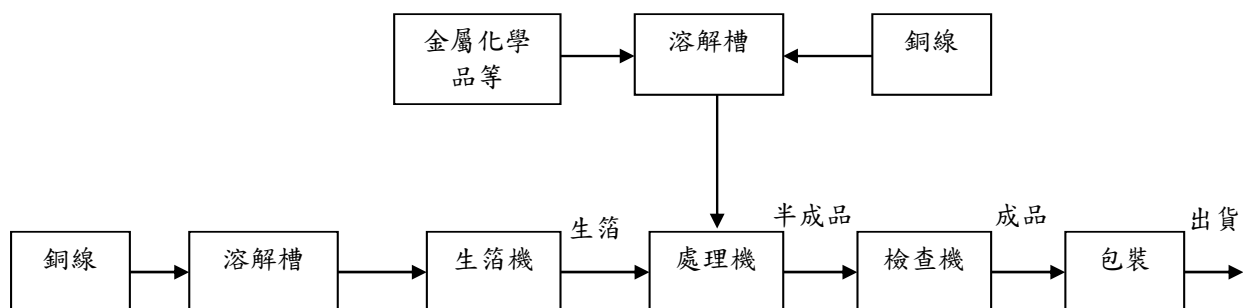 金屬化學
品等
溶解槽
銅線
生箔
半成品
成品
出貨
銅線
溶解槽
生箔機
處理機
檢查機
包裝